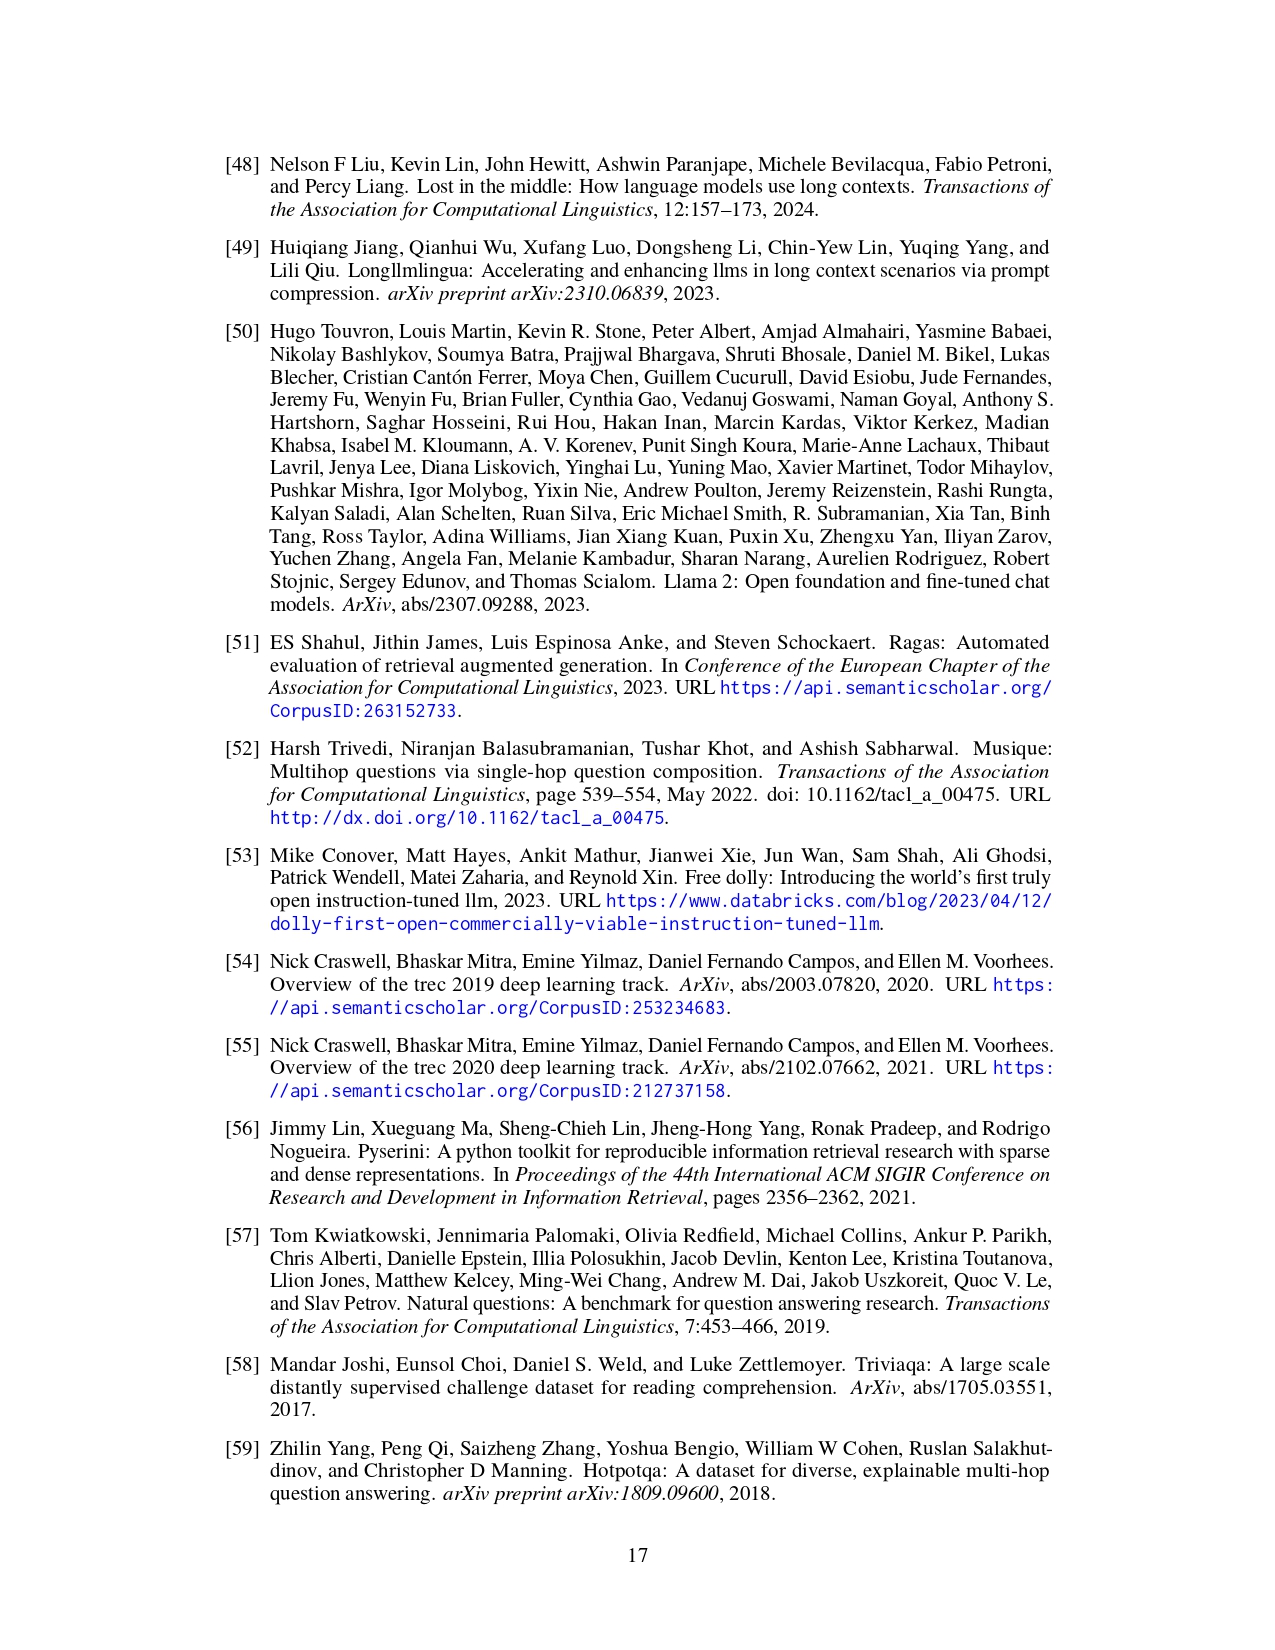 [48] Nelson F Liu, Kevin Lin, John Hewitt, Ashwin Paranjape, Michele Bevilacqua, Fabio Petroni,
and Percy Liang. Lost in the middle: How language models use long contexts. Transactions of
the Association for Computational Linguistics, 12:157–173, 2024.
[49] Huiqiang Jiang, Qianhui Wu, Xufang Luo, Dongsheng Li, Chin-Yew Lin, Yuqing Yang, and
Lili Qiu. Longllmlingua: Accelerating and enhancing llms in long context scenarios via prompt
compression. arXiv preprint arXiv:2310.06839, 2023.
[50] Hugo Touvron, Louis Martin, Kevin R. Stone, Peter Albert, Amjad Almahairi, Yasmine Babaei,
Nikolay Bashlykov, Soumya Batra, Prajjwal Bhargava, Shruti Bhosale, Daniel M. Bikel, Lukas
Blecher, Cristian Cantón Ferrer, Moya Chen, Guillem Cucurull, David Esiobu, Jude Fernandes,
Jeremy Fu, Wenyin Fu, Brian Fuller, Cynthia Gao, Vedanuj Goswami, Naman Goyal, Anthony S.
Hartshorn, Saghar Hosseini, Rui Hou, Hakan Inan, Marcin Kardas, Viktor Kerkez, Madian
Khabsa, Isabel M. Kloumann, A. V. Korenev, Punit Singh Koura, Marie-Anne Lachaux, Thibaut
Lavril, Jenya Lee, Diana Liskovich, Yinghai Lu, Yuning Mao, Xavier Martinet, Todor Mihaylov,
Pushkar Mishra, Igor Molybog, Yixin Nie, Andrew Poulton, Jeremy Reizenstein, Rashi Rungta,
Kalyan Saladi, Alan Schelten, Ruan Silva, Eric Michael Smith, R. Subramanian, Xia Tan, Binh
Tang, Ross Taylor, Adina Williams, Jian Xiang Kuan, Puxin Xu, Zhengxu Yan, Iliyan Zarov,
Yuchen Zhang, Angela Fan, Melanie Kambadur, Sharan Narang, Aurelien Rodriguez, Robert
Stojnic, Sergey Edunov, and Thomas Scialom. Llama 2: Open foundation and fine-tuned chat
models. ArXiv, abs/2307.09288, 2023.
[51] ES Shahul, Jithin James, Luis Espinosa Anke, and Steven Schockaert. Ragas: Automated
evaluation of retrieval augmented generation. In Conference of the European Chapter of the
Association for Computational Linguistics, 2023. URL https://api.semanticscholar.org/
CorpusID:263152733.
[52] Harsh Trivedi, Niranjan Balasubramanian, Tushar Khot, and Ashish Sabharwal. Musique:
Multihop questions via single-hop question composition. Transactions of the Association
for Computational Linguistics, page 539–554, May 2022. doi: 10.1162/tacl_a_00475. URL
http://dx.doi.org/10.1162/tacl_a_00475.
[53] Mike Conover, Matt Hayes, Ankit Mathur, Jianwei Xie, Jun Wan, Sam Shah, Ali Ghodsi,
Patrick Wendell, Matei Zaharia, and Reynold Xin. Free dolly: Introducing the world's first truly
open instruction-tuned llm, 2023. URL https://www.databricks.com/blog/2023/04/12/
dolly-first-open-commercially-viable-instruction-tuned-llm.
[54] Nick Craswell, Bhaskar Mitra, Emine Yilmaz, Daniel Fernando Campos, and Ellen M. Voorhees.
Overview of the trec 2019 deep learning track. ArXiv, abs/2003.07820, 2020. URL https:
//api.semanticscholar.org/CorpusID:253234683.
[55] Nick Craswell, Bhaskar Mitra, Emine Yilmaz, Daniel Fernando Campos, and Ellen M. Voorhees.
Overview of the trec 2020 deep learning track. ArXiv, abs/2102.07662, 2021. URL https:
//api.semanticscholar.org/CorpusID:212737158.
[56] Jimmy Lin, Xueguang Ma, Sheng-Chieh Lin, Jheng-Hong Yang, Ronak Pradeep, and Rodrigo
Nogueira. Pyserini: A python toolkit for reproducible information retrieval research with sparse
and dense representations. In Proceedings of the 44th International ACM SIGIR Conference on
Research and Development in Information Retrieval, pages 2356–2362, 2021.
[57] Tom Kwiatkowski, Jennimaria Palomaki, Olivia Redfield, Michael Collins, Ankur P. Parikh,
Chris Alberti, Danielle Epstein, Illia Polosukhin, Jacob Devlin, Kenton Lee, Kristina Toutanova,
Llion Jones, Matthew Kelcey, Ming-Wei Chang, Andrew M. Dai, Jakob Uszkoreit, Quoc V. Le,
and Slav Petrov. Natural questions: A benchmark for question answering research. Transactions
of the Association for Computational Linguistics, 7:453–466, 2019.
[58] Mandar Joshi, Eunsol Choi, Daniel S. Weld, and Luke Zettlemoyer. Triviaqa: A large scale
distantly supervised challenge dataset for reading comprehension. ArXiv, abs/1705.03551,
2017.
[59] Zhilin Yang, Peng Qi, Saizheng Zhang, Yoshua Bengio, William W Cohen, Ruslan Salakhut-
dinov, and Christopher D Manning. Hotpotqa: A dataset for diverse, explainable multi-hop
question answering. arXiv preprint arXiv:1809.09600, 2018.
17